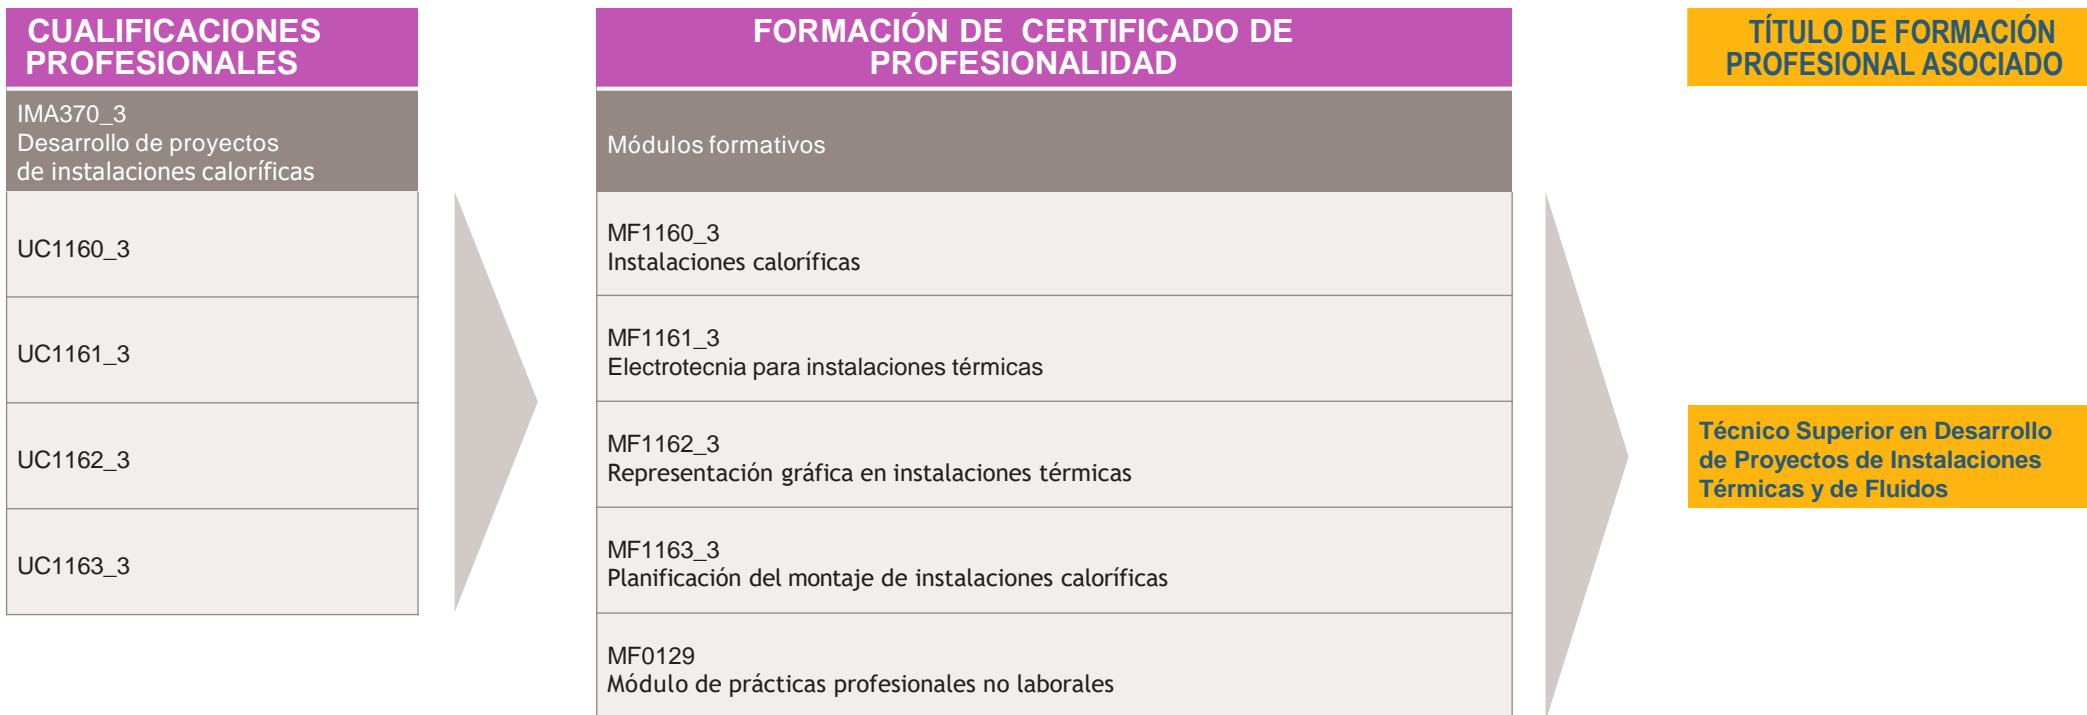 CUALIFICACIONES
PROFESIONALES
IMA370_3
Desarrollo de proyectos
de instalaciones caloríficas
UC1160_3
UC1161_3
UC1162_3
UC1163_3
FORMACIÓN DE CERTIFICADO DE
PROFESIONALIDAD
Módulos formativos
MF1160_3
Instalaciones caloríficas
MF1161_3
Electrotecnia para instalaciones térmicas
MF1162_3
Representación gráfica en instalaciones térmicas
MF1163_3
Planificación del montaje de instalaciones caloríficas
MF0129
Módulo de prácticas profesionales no laborales
TÍTULO DE FORMACIÓN
PROFESIONAL ASOCIADO
Técnico Superior en Desarrollo
de Proyectos de Instalaciones
Térmicas y de Fluidos